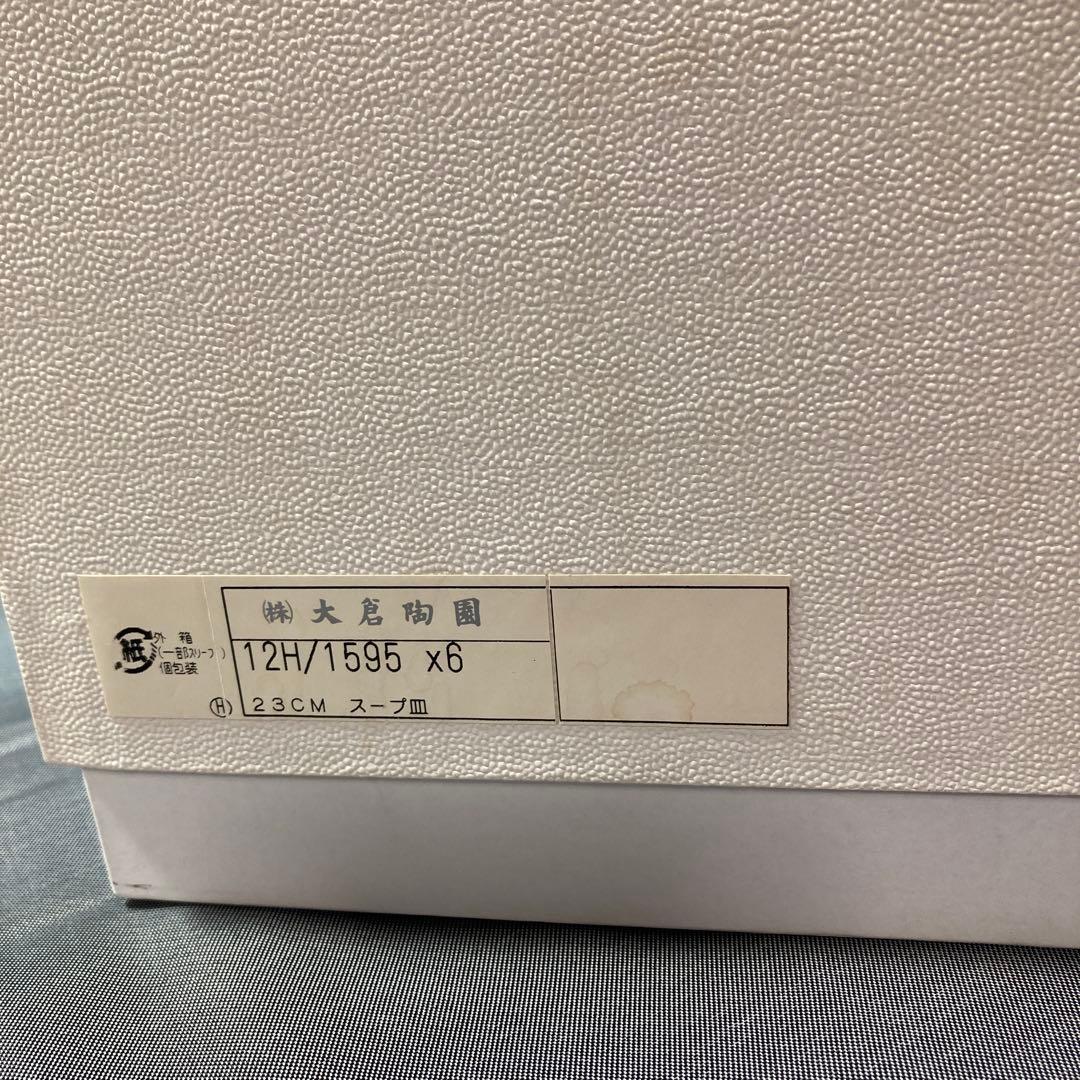 紙
外箱
(一部スリーブ)
個包装
㈱大倉陶園
12H/1595 x6
Ⓗ) 23CM スープ皿